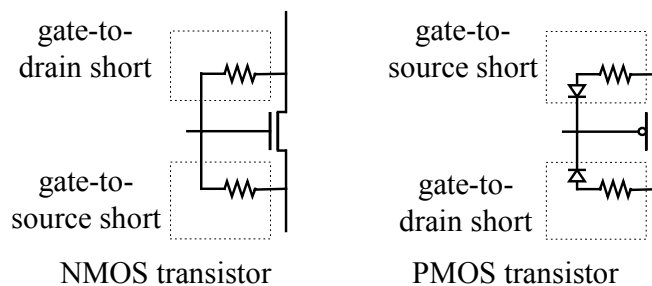 gate-to-
drain short
gate-to-
source short
NMOS transistor
gate-to-
source short
gate-to-
drain short
PMOS transistor